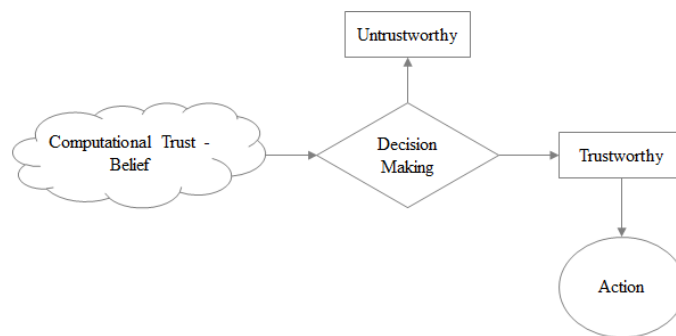 Untrustworthy
Computational Trust -
Belief
Decision
Making
Trustworthy
Action